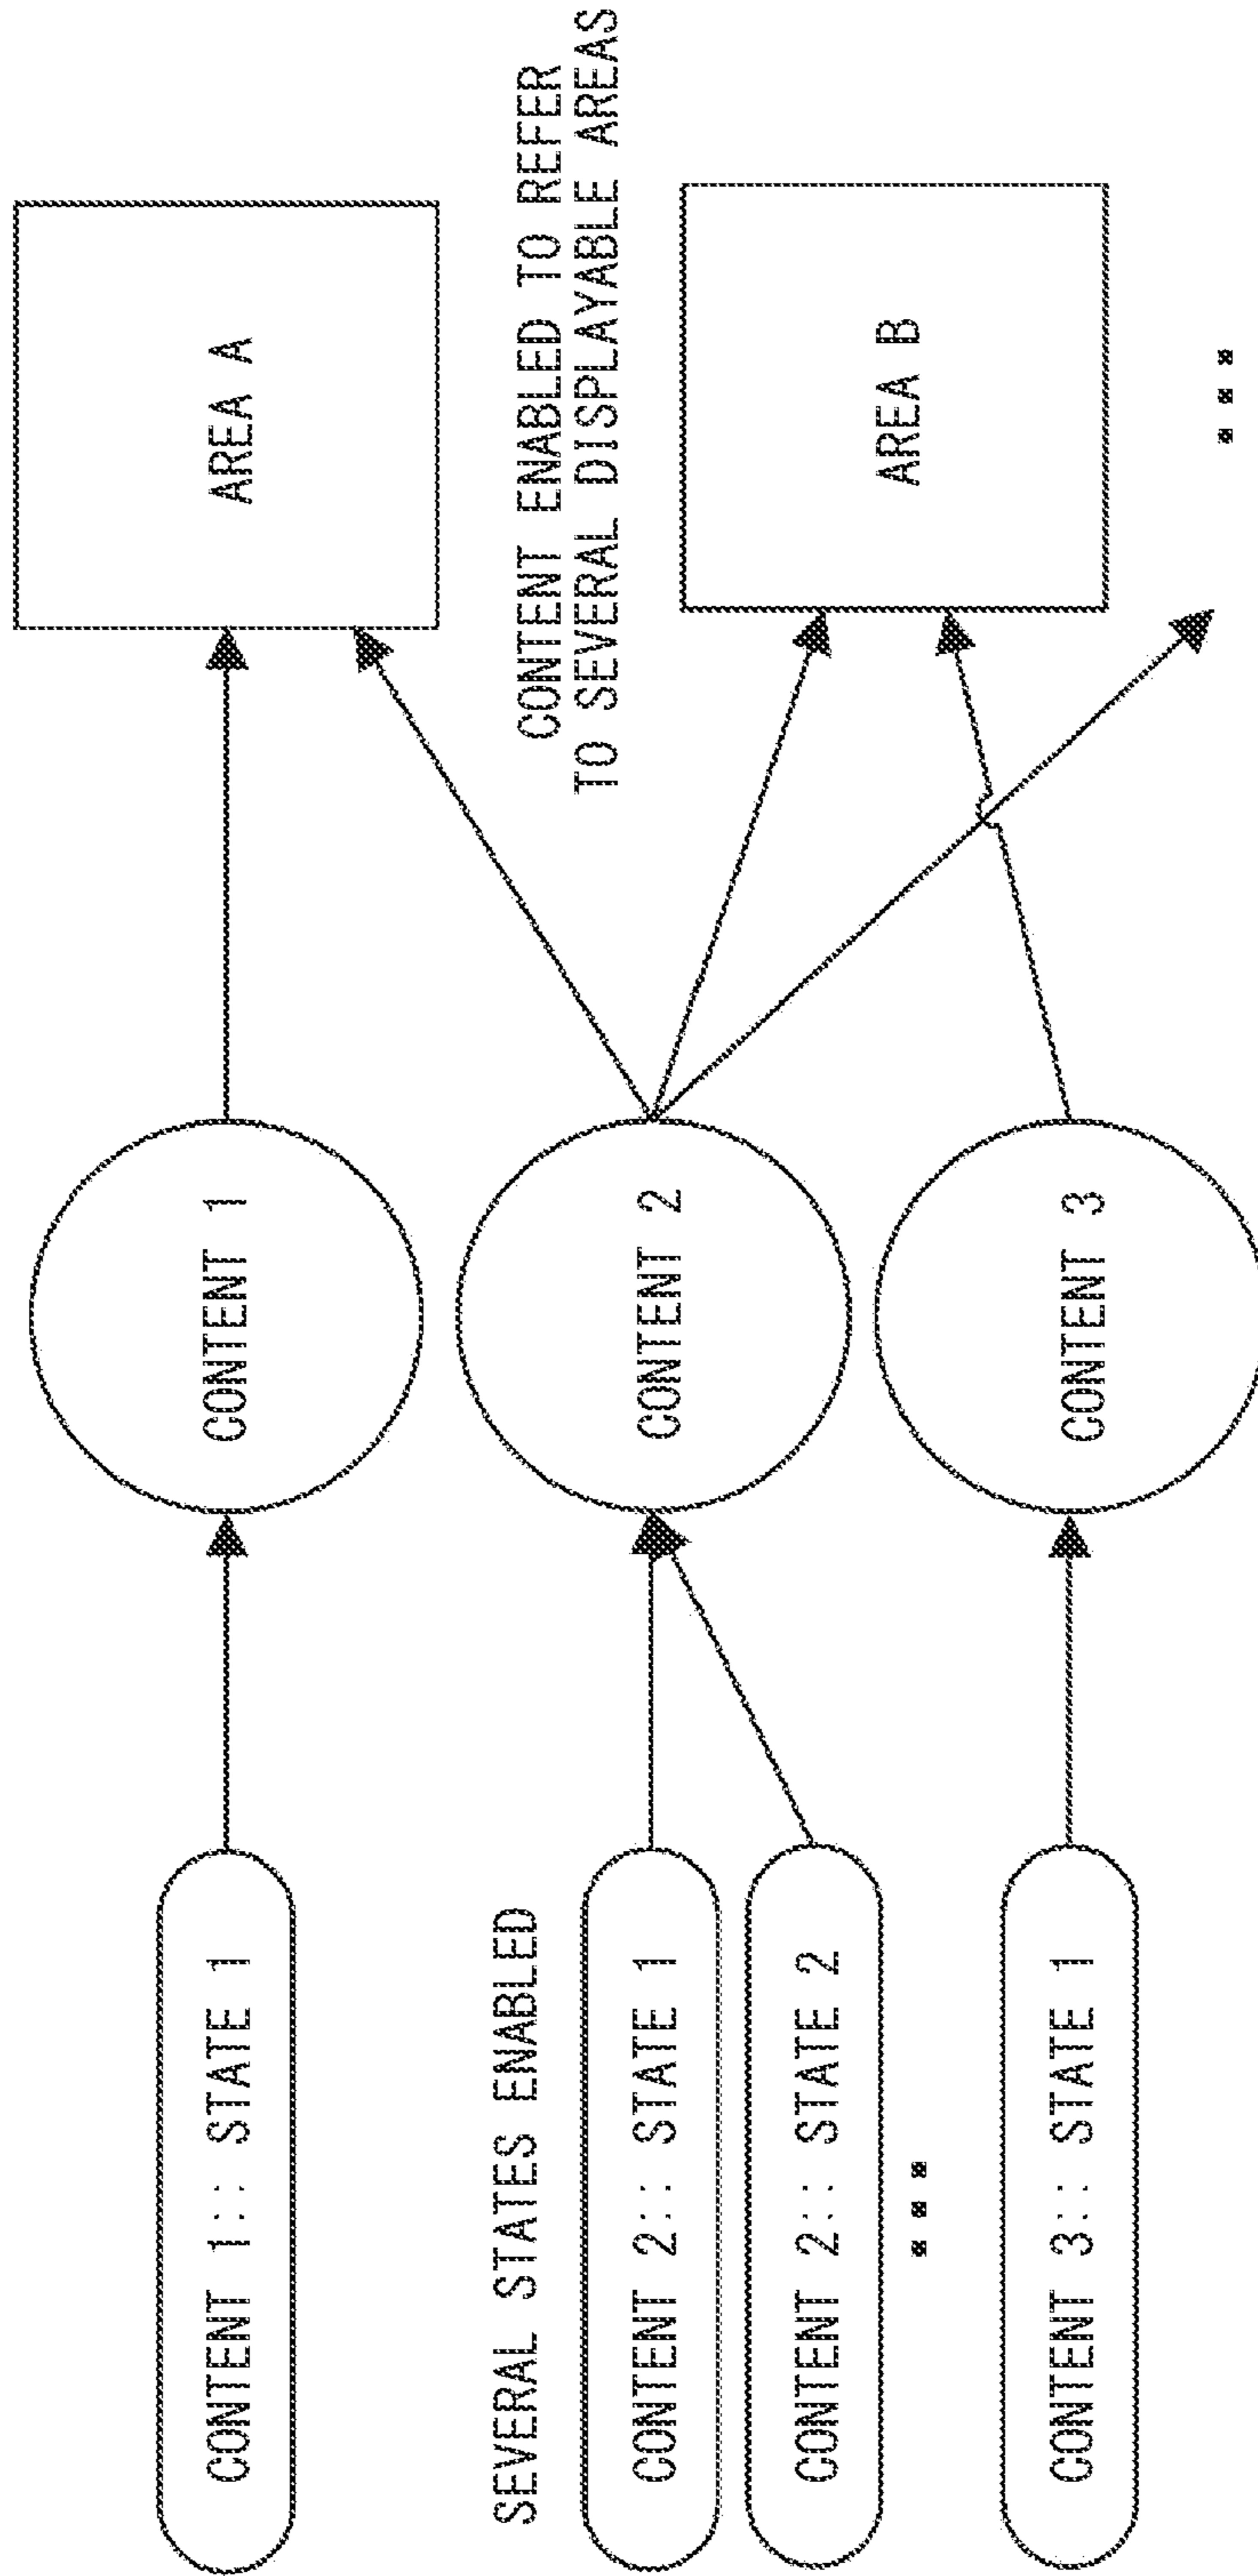 CONTENT 1:: STATE 1
CONTENT 1
AREA A
SEVERAL STATES ENABLED
CONTENT ENABLED TO REFER
TO SEVERAL DISPLAYABLE AREAS
CONTENT 2:: STATE 1
CONTENT 2:: STATE 2
CONTENT 2
AREA B
CONTENT 3:: STATE 1
CONTENT 3